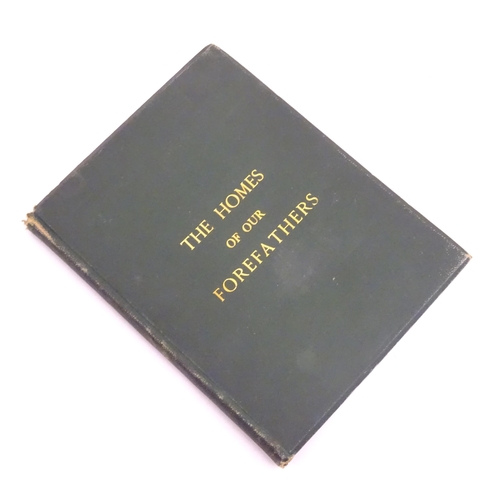 THE HOMES
OF OUR
FOREFATHERS